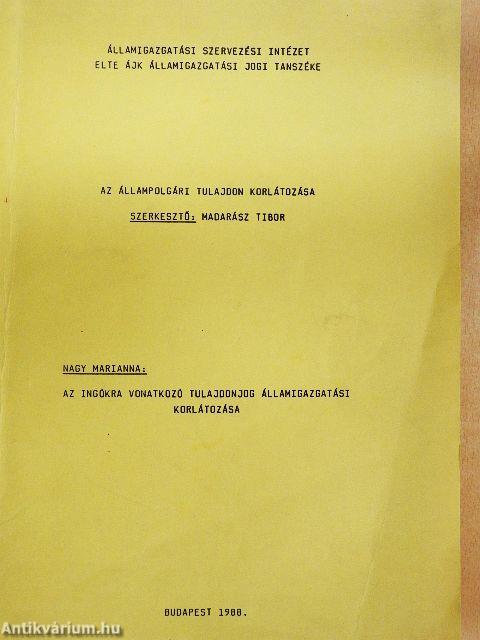 ÁLLAMIGAZGATÁSI SZERVEZÉSI INTÉZET
ELTE ÁJK ÁLLAMIGAZGATÁSI JOGI TANSZÉKE
AZ ÁLLAMPOLGÁRI TULAJDON KORLÁTOZÁSA
SZERKESZTŐ: MADARÁSZ TIBOR
NAGY MARIANNA:
AZ INGÓKRA VONATKOZÓ TULAJDONJOG ÁLLAMIGAZGATÁSI
KORLÁTOZÁSA
BUDAPEST 1988.
Antikvárium.hu